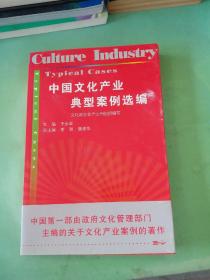 Culture Industry
Typical Cases
中国文化产业
典型案例选编
中国第一部由政府文化管理部门
主编的关于文化产业案例的著作